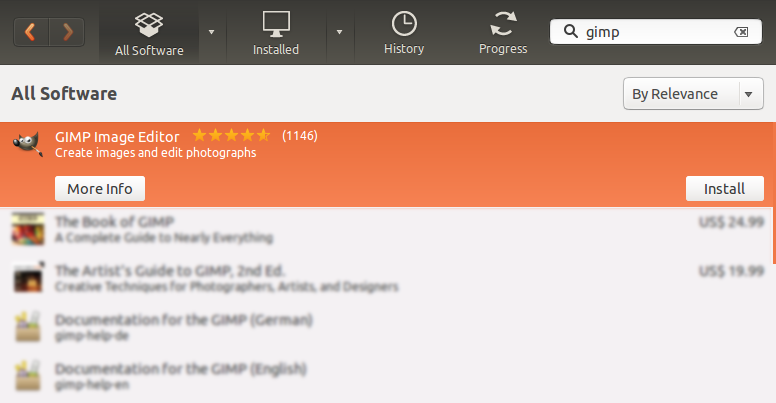 All Software
Installed
History
Progress
gimp
All Software
By Relevance
GIMP Image Editor (1146)
Create images and edit photographs
More Info
Install
The Book of GIMP US$ 24.99
A Complete Guide to Nearly Everything
The Artist's Guide to GIMP, 2nd Ed. US$ 19.99
Creative Techniques for Photographers, Artists, and Designers
Documentation for the GIMP (German)
gimp-help-de
Documentation for the GIMP (English)
gimp-help-en